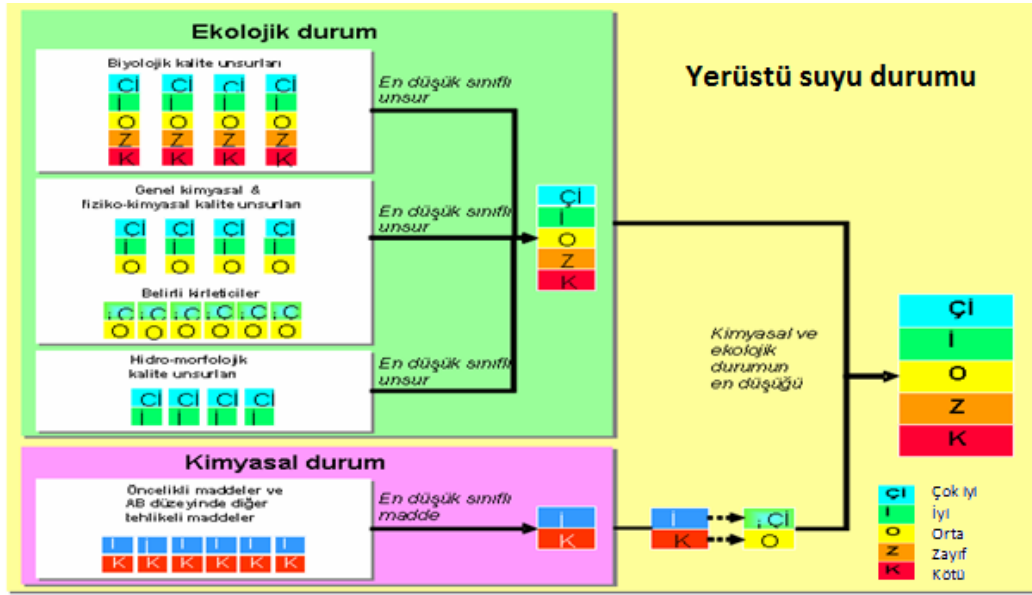 Ekolojik durum
Biyolojik kalite unsurları
Çİ Çİ Çİ Çİ
İ İ İ İ
O O O O
Z Z Z Z
K K K K
En düşük sınıflı
unsur
Genel kimyasal &
fiziko-kimyasal kalite unsurları
Çİ Çİ Çİ Çİ
İ İ İ İ
O O O O
En düşük sınıflı
unsur
Belirli kirleticiler
O O O O O O
Hidro-morfolojik
kalite unsurları
Çİ Çİ Çİ Çİ
İ İ İ İ
En düşük sınıflı
unsur
Çİ
İ
O
Z
K
Yerüstü suyu durumu
Kimyasal ve
ekolojik
durumun
en düşüğü
Çİ
İ
O
Z
K
Kimyasal durum
Öncelikli maddeler ve
AB düzeyinde diğer
tehlikeli maddeler
İ İ İ İ İ İ
K K K K K K
En düşük sınıflı
madde
İ
K
İ
K
İ Çİ
O
Çİ Çok iyi
İ İyi
O Orta
Z Zayıf
K Kötü